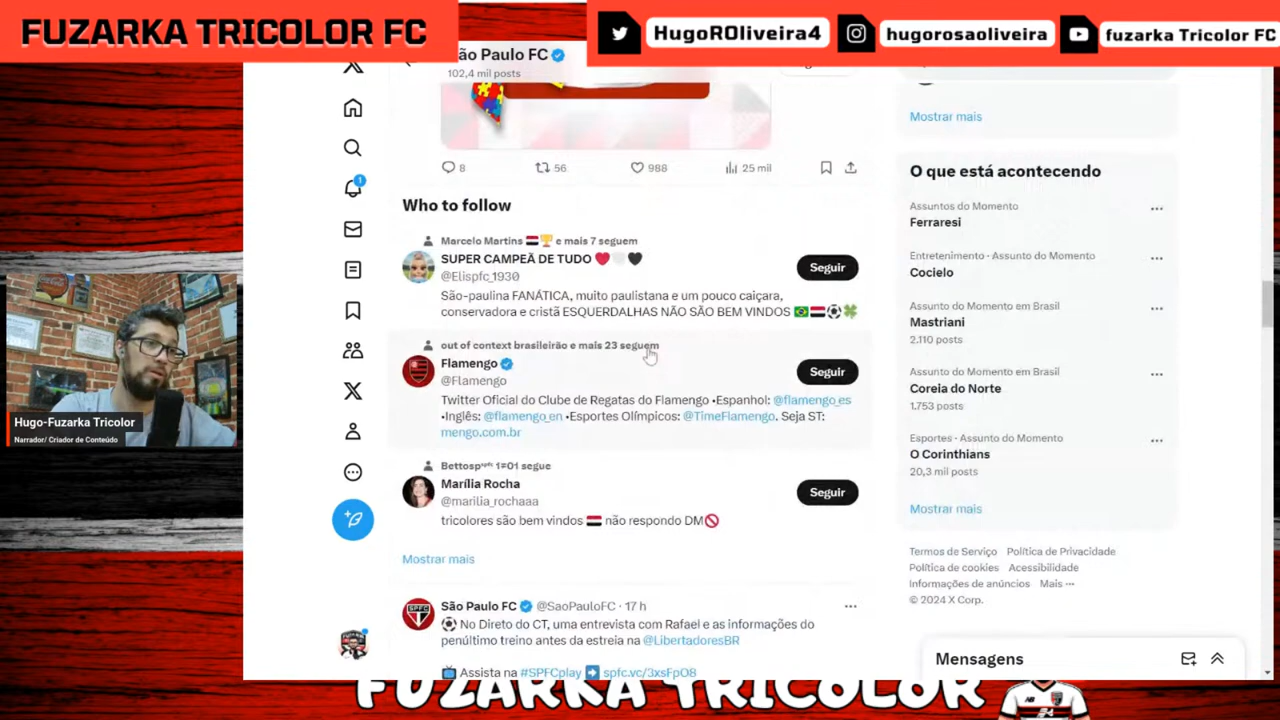 FUZARKA TRICOLOR FC
HugoROliveira4
hugorosaoliveira
fuzarka Tricolor FC
São Paulo FC
102,4 mil posts
8
56
988
25 mil
Who to follow
Marcelo Martins 🇾🇪🏆 e mais 7 seguem
SUPER CAMPEÃ DE TUDO ❤️🤍🖤
@Elispfc_1930
São-paulina FANÁTICA, muito paulistana e um pouco caiçara,
conservadora e cristã ESQUERDALHAS NÃO SÃO BEM VINDOS 🇧🇷🇾🇪⚽🍀
Seguir
out of context brasileirão e mais 23 seguem
Flamengo
@Flamengo
Twitter Oficial do Clube de Regatas do Flamengo •Espanhol: @flamengo_es
•Inglês: @flamengo_en •Esportes Olímpicos: @TimeFlamengo. Seja ST:
mengo.com.br
Seguir
Bettospˢᵖᶠᶜ 1≠01 segue
Marília Rocha
@marilia_rochaaa
tricolores são bem vindos 🇾🇪 não respondo DM🚫
Seguir
Mostrar mais
São Paulo FC @SaoPauloFC · 17 h
⚽ No Direto do CT, uma entrevista com Rafael e as informações do
penúltimo treino antes da estreia na @LibertadoresBR
📺 Assista na #SPFCplay ➡️ spfc.vc/3xsFpO8
Mostrar mais
O que está acontecendo
Assuntos do Momento
Ferraresi
Entretenimento · Assunto do Momento
Cocielo
Assunto do Momento em Brasil
Mastriani
2.110 posts
Assunto do Momento em Brasil
Coreia do Norte
1.753 posts
Esportes · Assunto do Momento
O Corinthians
20,3 mil posts
Mostrar mais
Termos de Serviço Política de Privacidade
Política de cookies Acessibilidade
Informações de anúncios Mais ···
© 2024 X Corp.
Mensagens
1
Hugo-Fuzarka Tricolor
Narrador/ Criador de Conteúdo
FUZARKA TRICOLOR